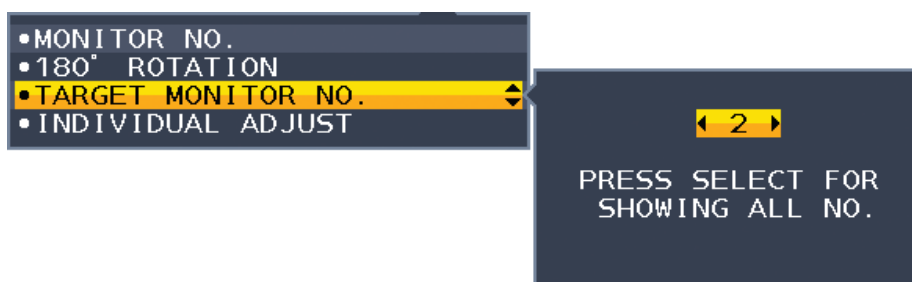 •MONITOR NO.
•180° ROTATION
•TARGET MONITOR NO.
•INDIVIDUAL ADJUST
2
PRESS SELECT FOR
SHOWING ALL NO.